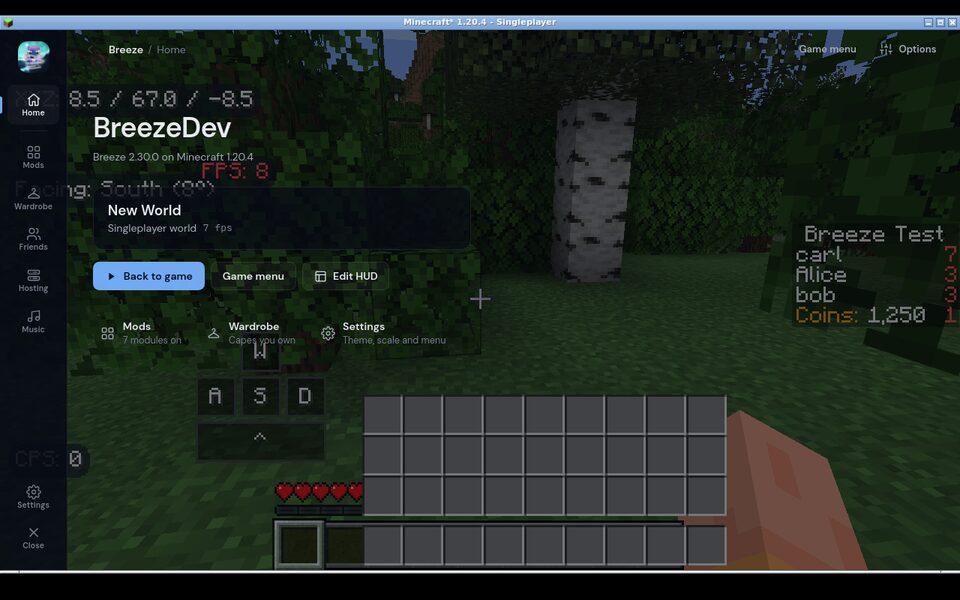 Minecraft* 1.20.4 - Singleplayer
Breeze / Home
Game menu
Options
8.5 / 67.0 / -8.5
Home
BreezeDev
Breeze 2.30.0 on Minecraft 1.20.4
FPS: 8
Mods
Facing: South (8°)
Wardrobe
New World
Singleplayer world 7 fps
Friends
Breeze Test
carl 7
Alice 3
bob 3
Coins: 1,250 1
Back to game
Game menu
Edit HUD
Hosting
Music
Mods
7 modules on
Wardrobe
Capes you own
Settings
Theme, scale and menu
W
A S D
^
CPS: 0
Settings
Close